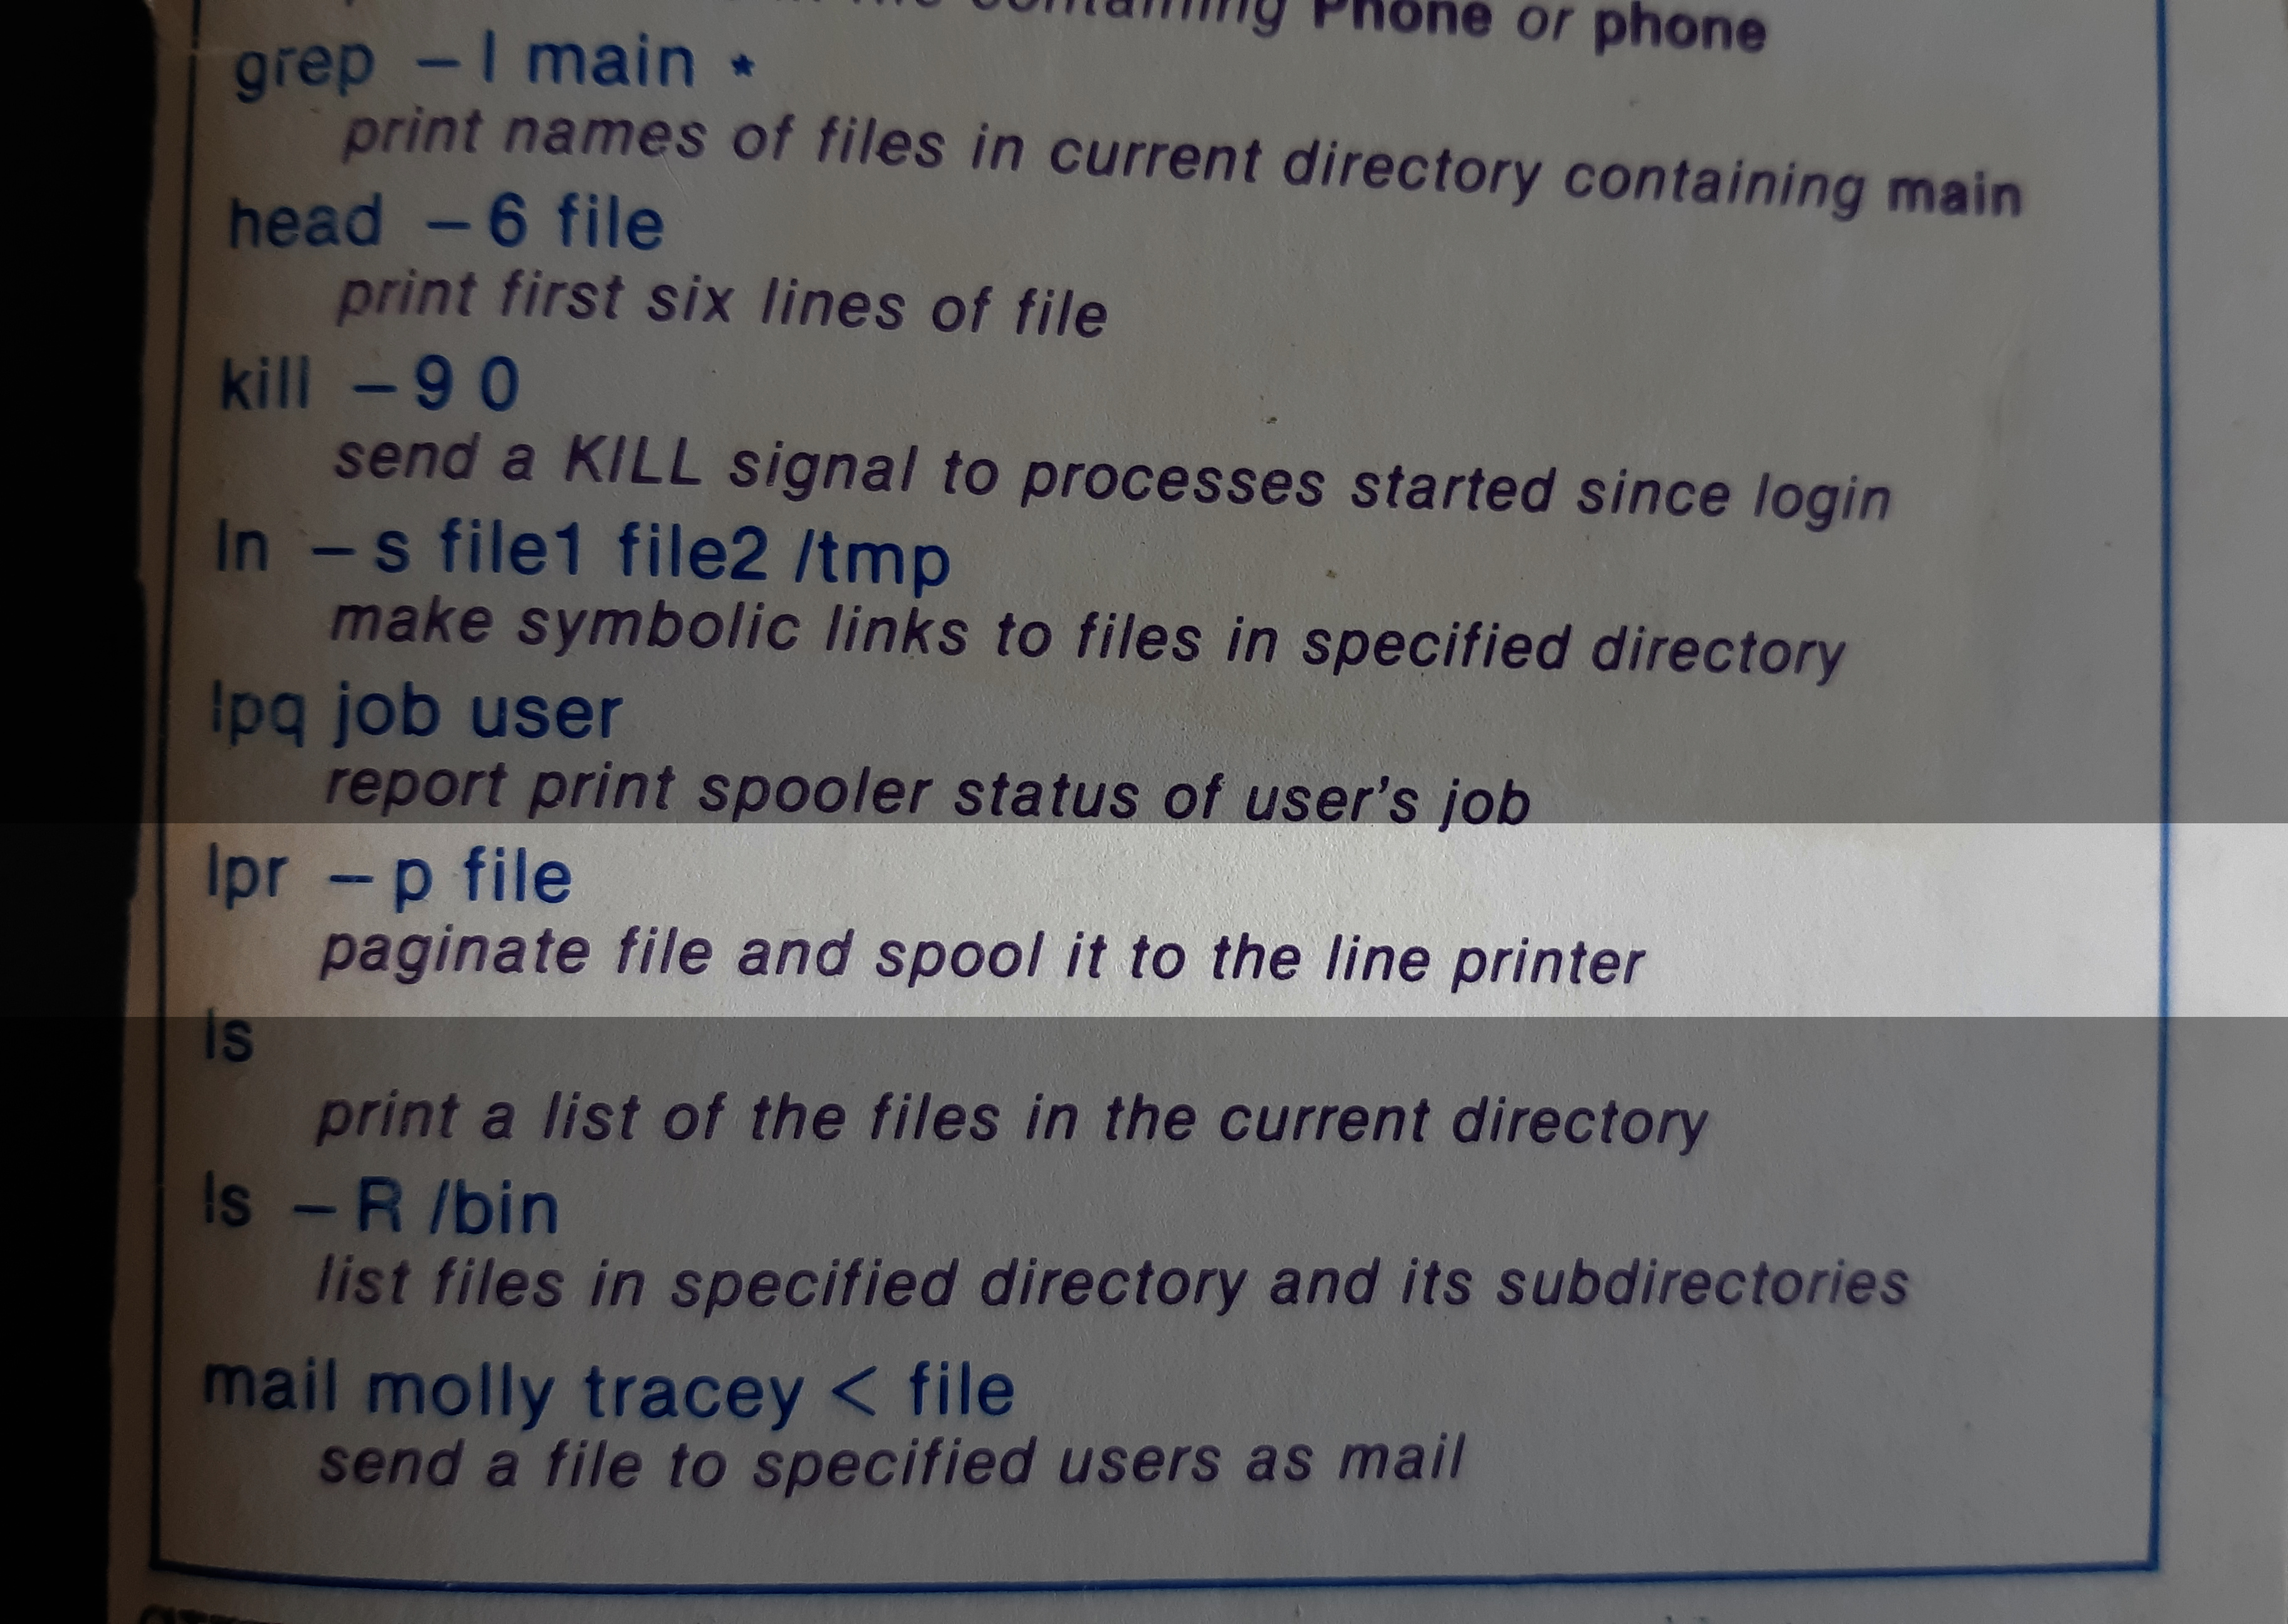 containing Phone or phone
grep –l main *
print names of files in current directory containing main
head –6 file
print first six lines of file
kill –9 0
send a KILL signal to processes started since login
ln –s file1 file2 /tmp
make symbolic links to files in specified directory
lpq job user
report print spooler status of user's job
lpr –p file
paginate file and spool it to the line printer
ls
print a list of the files in the current directory
ls –R /bin
list files in specified directory and its subdirectories
mail molly tracey < file
send a file to specified users as mail